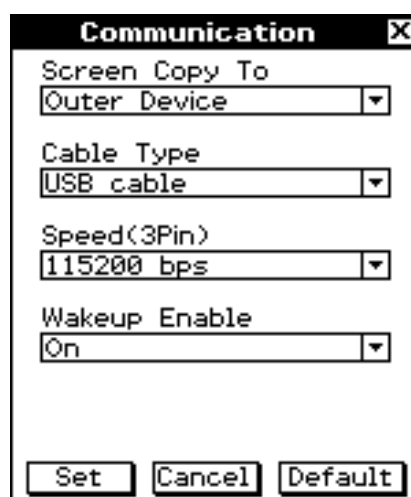 Communication X
Screen Copy To
Outer Device
Cable Type
USB cable
Speed(3Pin)
115200 bps
Wakeup Enable
On
Set Cancel Default